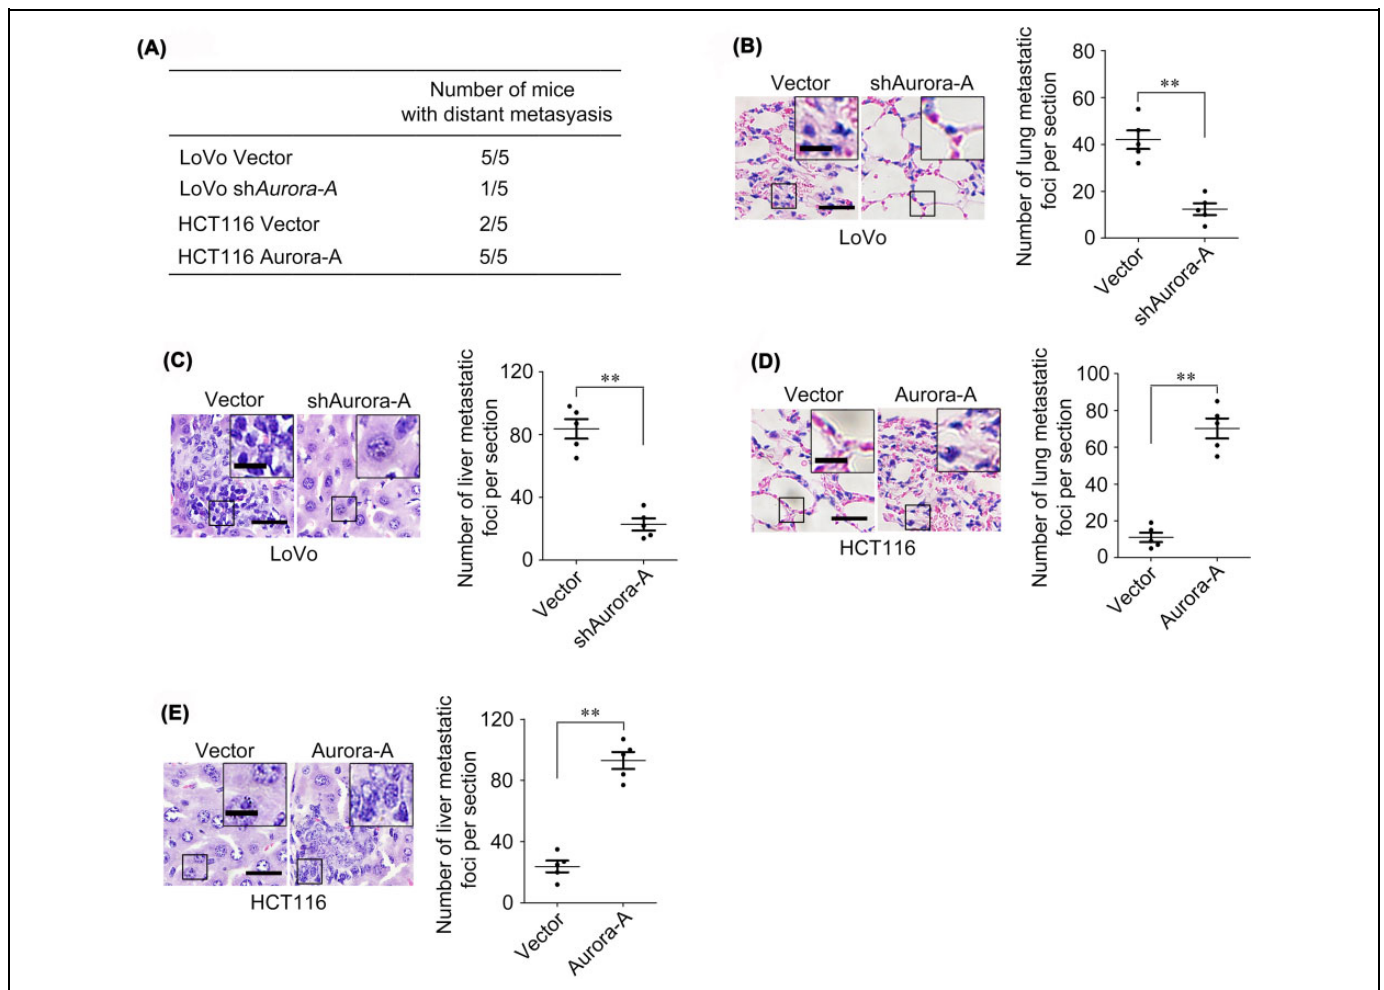 (A)
Number of mice
with distant metasyasis
LoVo Vector 5/5
LoVo shAurora-A 1/5
HCT116 Vector 2/5
HCT116 Aurora-A 5/5
(B)
Vector shAurora-A
LoVo
Number of lung metastatic
foci per section
80
60
40
20
0
**
Vector
shAurora-A
(C)
Vector shAurora-A
LoVo
Number of liver metastatic
foci per section
120
80
40
0
**
Vector
shAurora-A
(D)
Vector Aurora-A
HCT116
Number of lung metastatic
foci per section
100
80
60
40
20
0
**
Vector
Aurora-A
(E)
Vector Aurora-A
HCT116
Number of liver metastatic
foci per section
120
80
40
0
**
Vector
Aurora-A